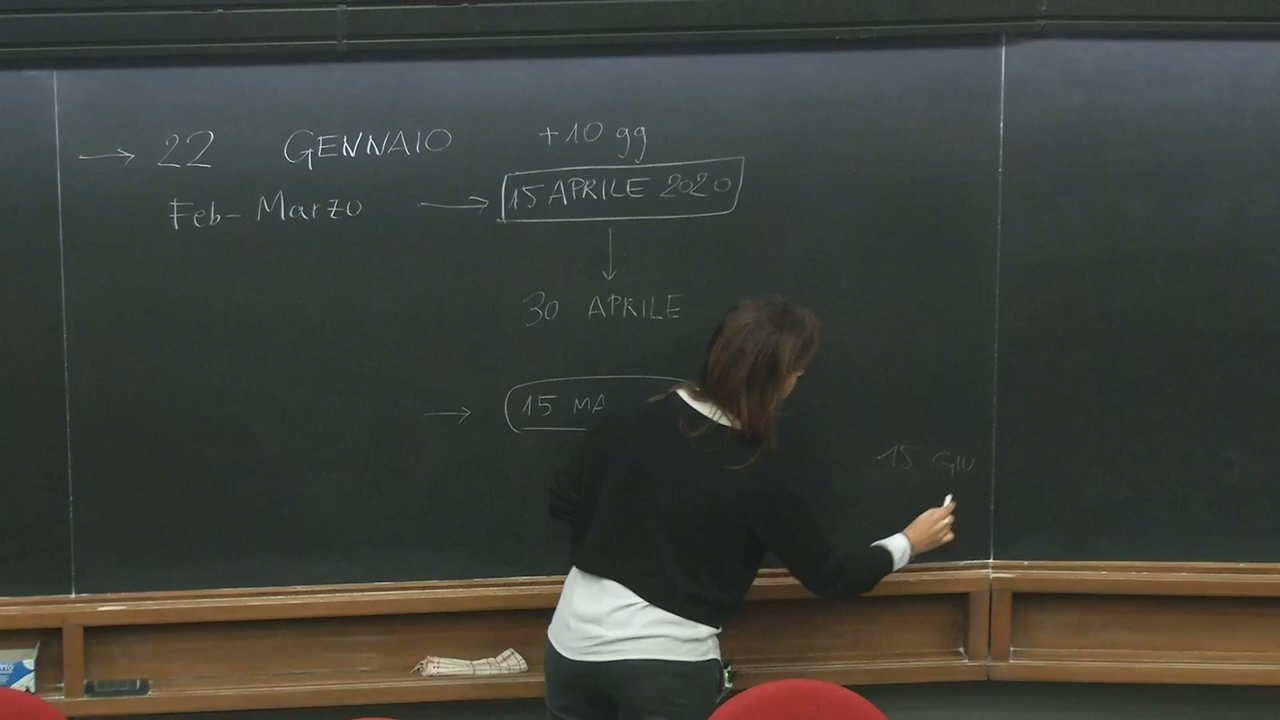 → 22 GENNAIO +10 gg
Feb- Marzo → 15 APRILE 2020
↓
30 APRILE
→ 15 MA
15 GIU